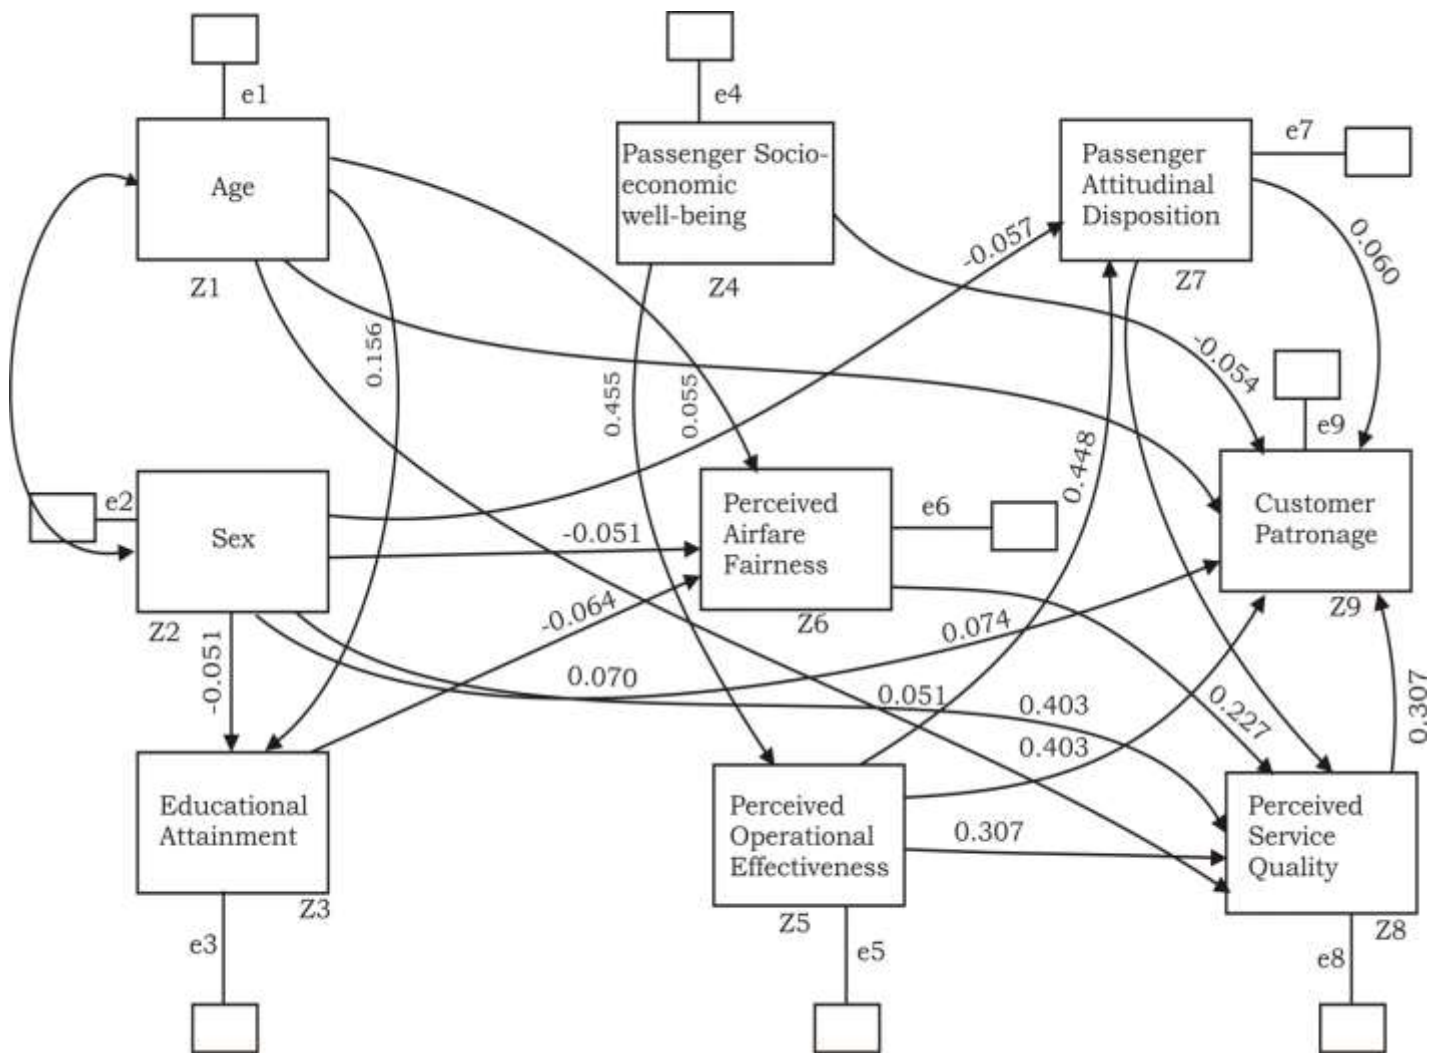 e1
e4
Age
Z1
Passenger Socio-
economic
well-being
Z4
Passenger
Attitudinal
Disposition
Z7
e7
0.060
-0.057
-0.054
0.156
0.455
0.055
0.448
e9
e2
Sex
Z2
-0.051
Perceived
Airfare
Fairness
Z6
e6
Customer
Patronage
Z9
-0.051
-0.064
0.074
0.070
0.051
0.403
0.403
0.227
0.307
Educational
Attainment
Z3
e3
Perceived
Operational
Effectiveness
Z5
e5
0.307
Perceived
Service
Quality
Z8
e8